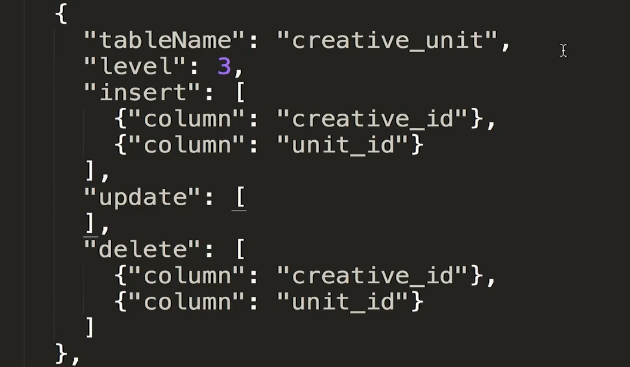 {
"tableName": "creative_unit",
"level": 3,
"insert": [
{"column": "creative_id"},
{"column": "unit_id"}
],
"update": [
],
"delete": [
{"column": "creative_id"},
{"column": "unit_id"}
]
},